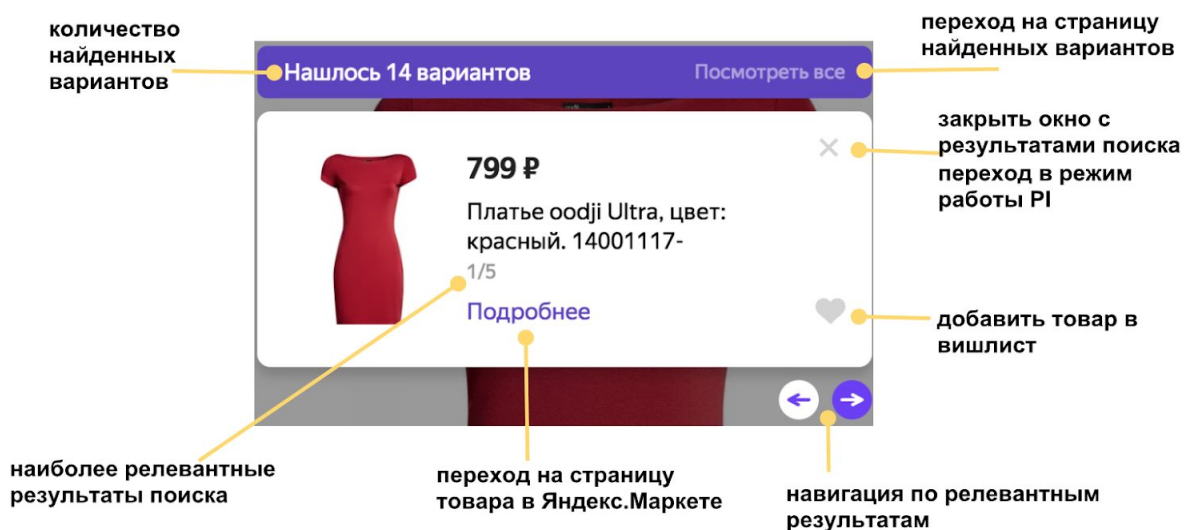 количество
найденных
вариантов
переход на страницу
найденных вариантов
Нашлось 14 вариантов
Посмотреть все
закрыть окно с
результатами поиска
переход в режим
работы PI
799 ₽
Платье oodji Ultra, цвет:
красный. 14001117-
1/5
Подробнее
добавить товар в
вишлист
наиболее релевантные
результаты поиска
переход на страницу
товара в Яндекс.Маркете
навигация по релевантным
результатам